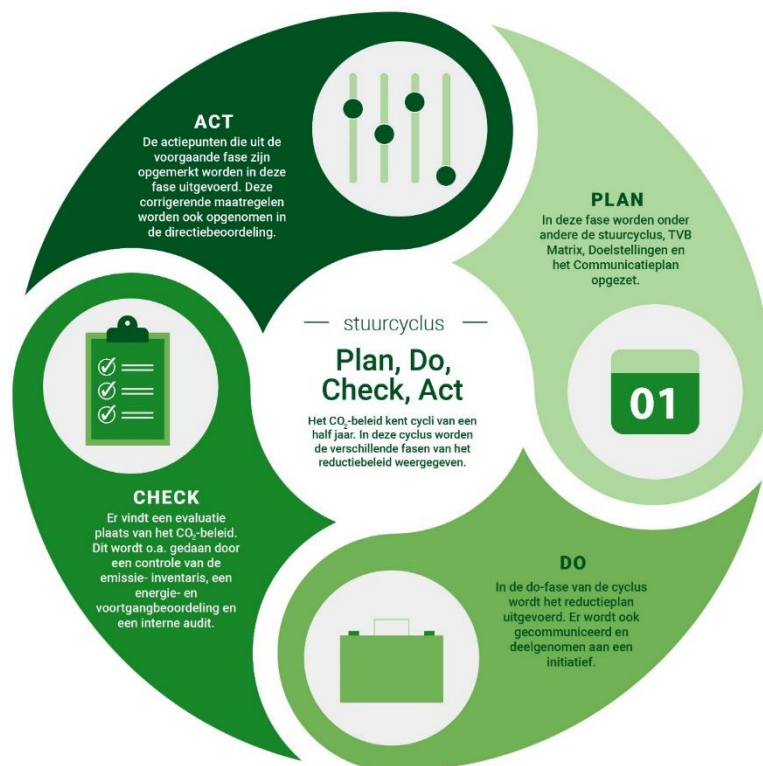 ACT
De actiepunten die uit de
voorgaande fase zijn
opgemerkt worden in deze
fase uitgevoerd. Deze
corrigerende maatregelen
worden ook opgenomen in
de directiebeoordeling.
PLAN
In deze fase worden onder
andere de stuurcyclus, TVB
Matrix, Doelstellingen en
het Communicatieplan
opgezet.
01
stuurcyclus
Plan, Do,
Check, Act
Het CO₂-beleid kent cycli van een
half jaar. In deze cyclus worden
de verschillende fasen van het
reductiebeleid weergegeven.
CHECK
Er vindt een evaluatie
plaats van het CO₂-beleid.
Dit wordt o.a. gedaan door
een controle van de
emissie- inventaris, een
energie- en
voortgangbeoordeling en
een interne audit.
DO
In de do-fase van de cyclus
wordt het reductieplan
uitgevoerd. Er wordt ook
gecommuniceerd en
deelgenomen aan een
initiatief.